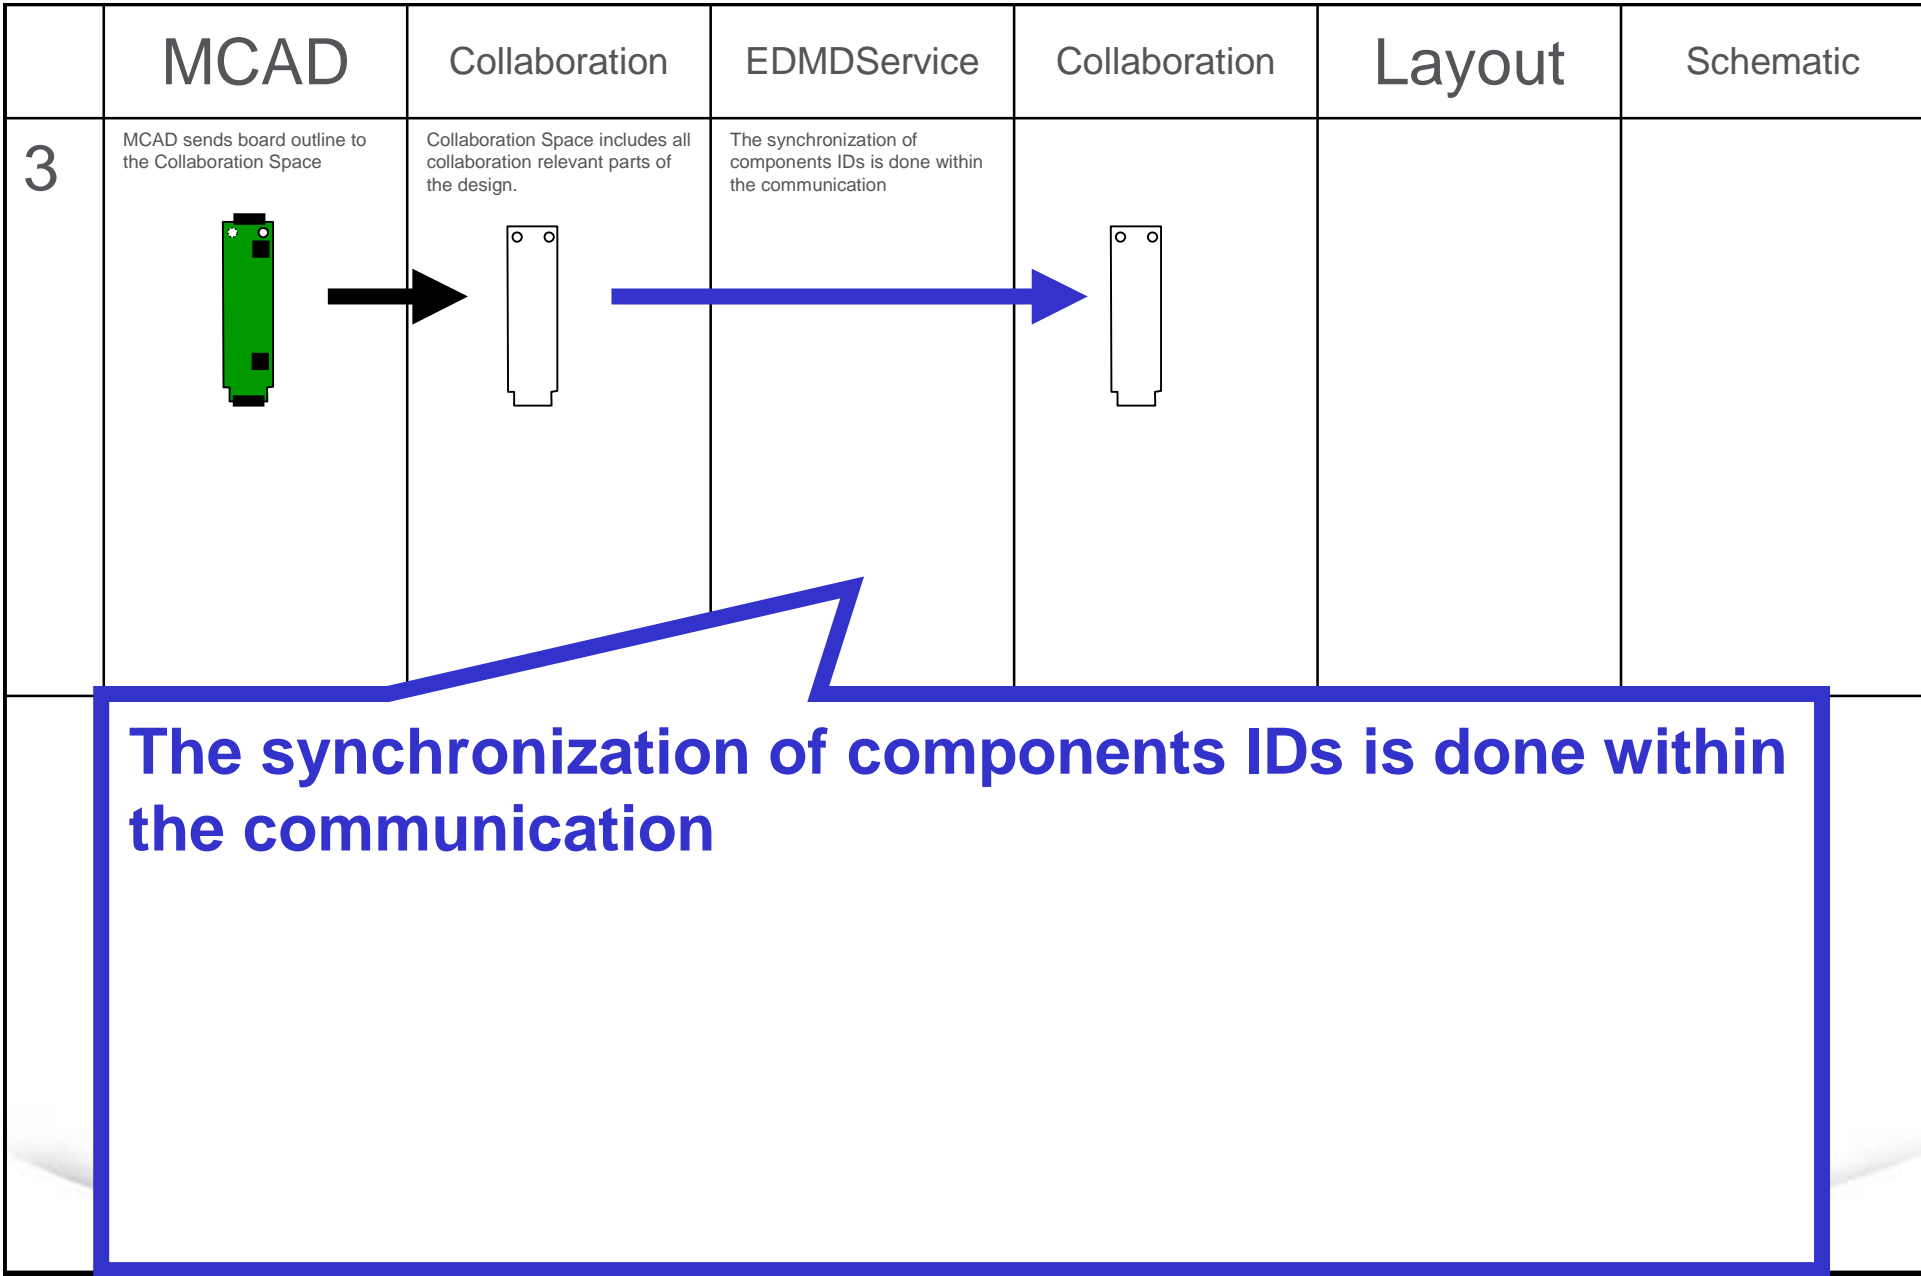 MCAD
Collaboration
EDMDService
Collaboration
Layout
Schematic
3
MCAD sends board outline to
the Collaboration Space
Collaboration Space includes all
collaboration relevant parts of
the design.
The synchronization of
components IDs is done within
the communication
The synchronization of components IDs is done within
the communication